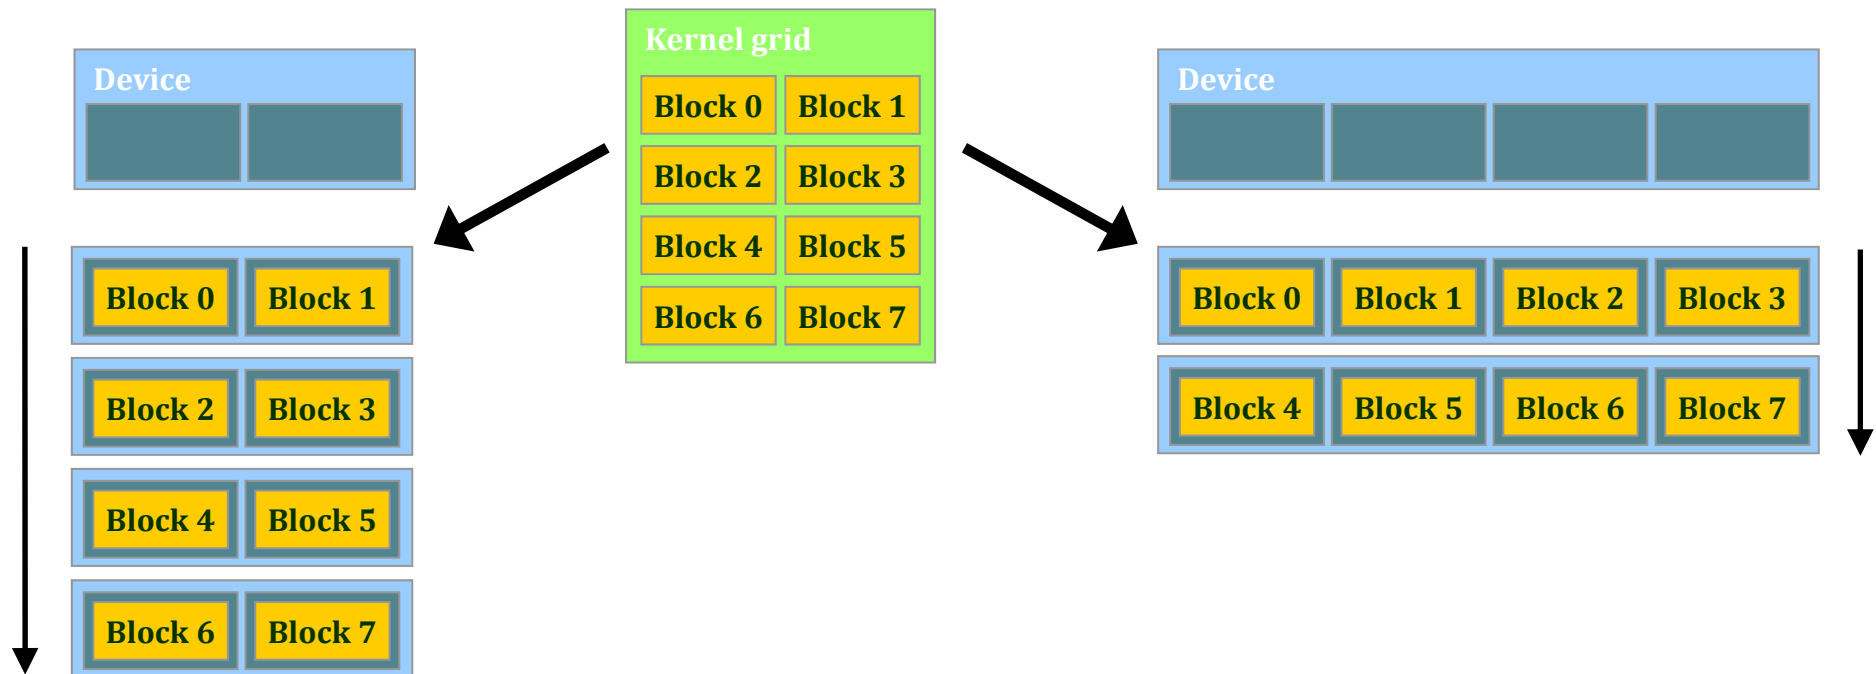 Device
Block 0 Block 1
Block 2 Block 3
Block 4 Block 5
Block 6 Block 7
Kernel grid
Block 0 Block 1
Block 2 Block 3
Block 4 Block 5
Block 6 Block 7
Device
Block 0 Block 1 Block 2 Block 3
Block 4 Block 5 Block 6 Block 7